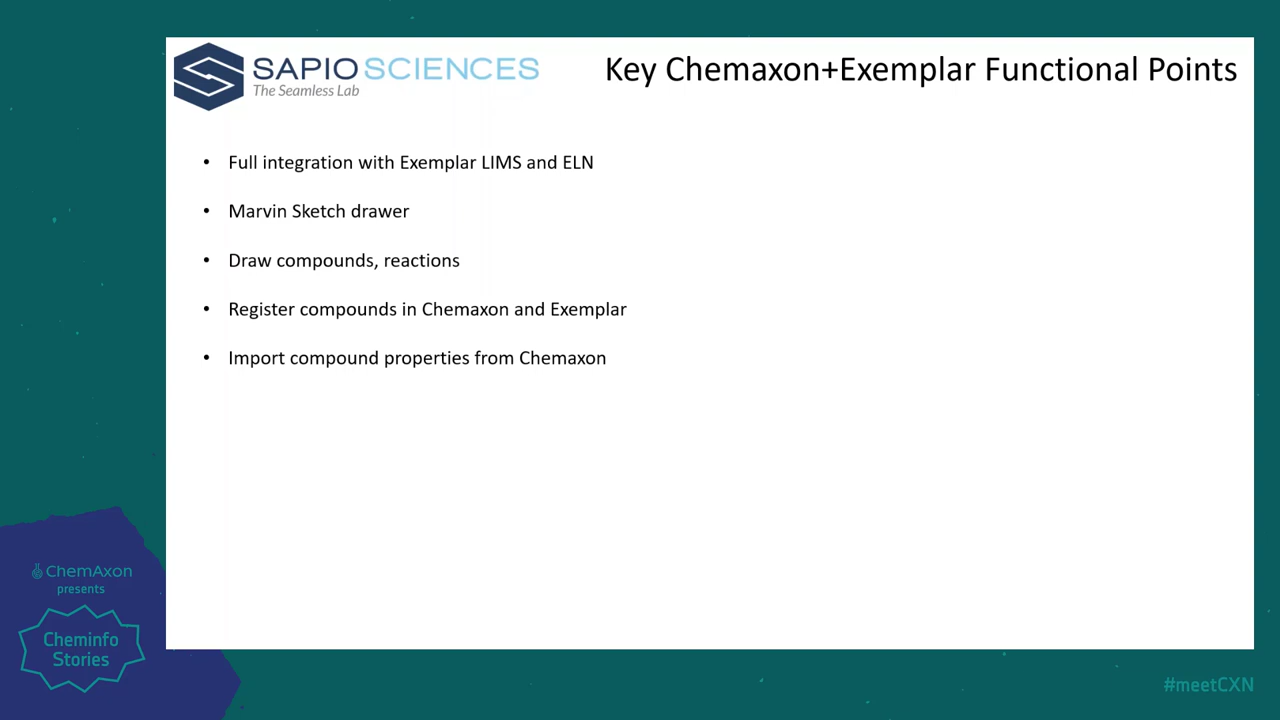 SAPIO SCIENCES
The Seamless Lab
Key Chemaxon+Exemplar Functional Points
• Full integration with Exemplar LIMS and ELN
• Marvin Sketch drawer
• Draw compounds, reactions
• Register compounds in Chemaxon and Exemplar
• Import compound properties from Chemaxon
ChemAxon
presents
Cheminfo
Stories
#meetCXN